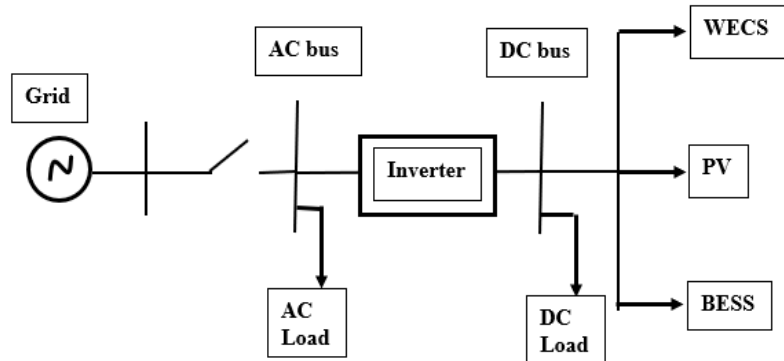 WECS
AC bus
DC bus
Grid
Inverter
PV
AC
Load
DC
Load
BESS